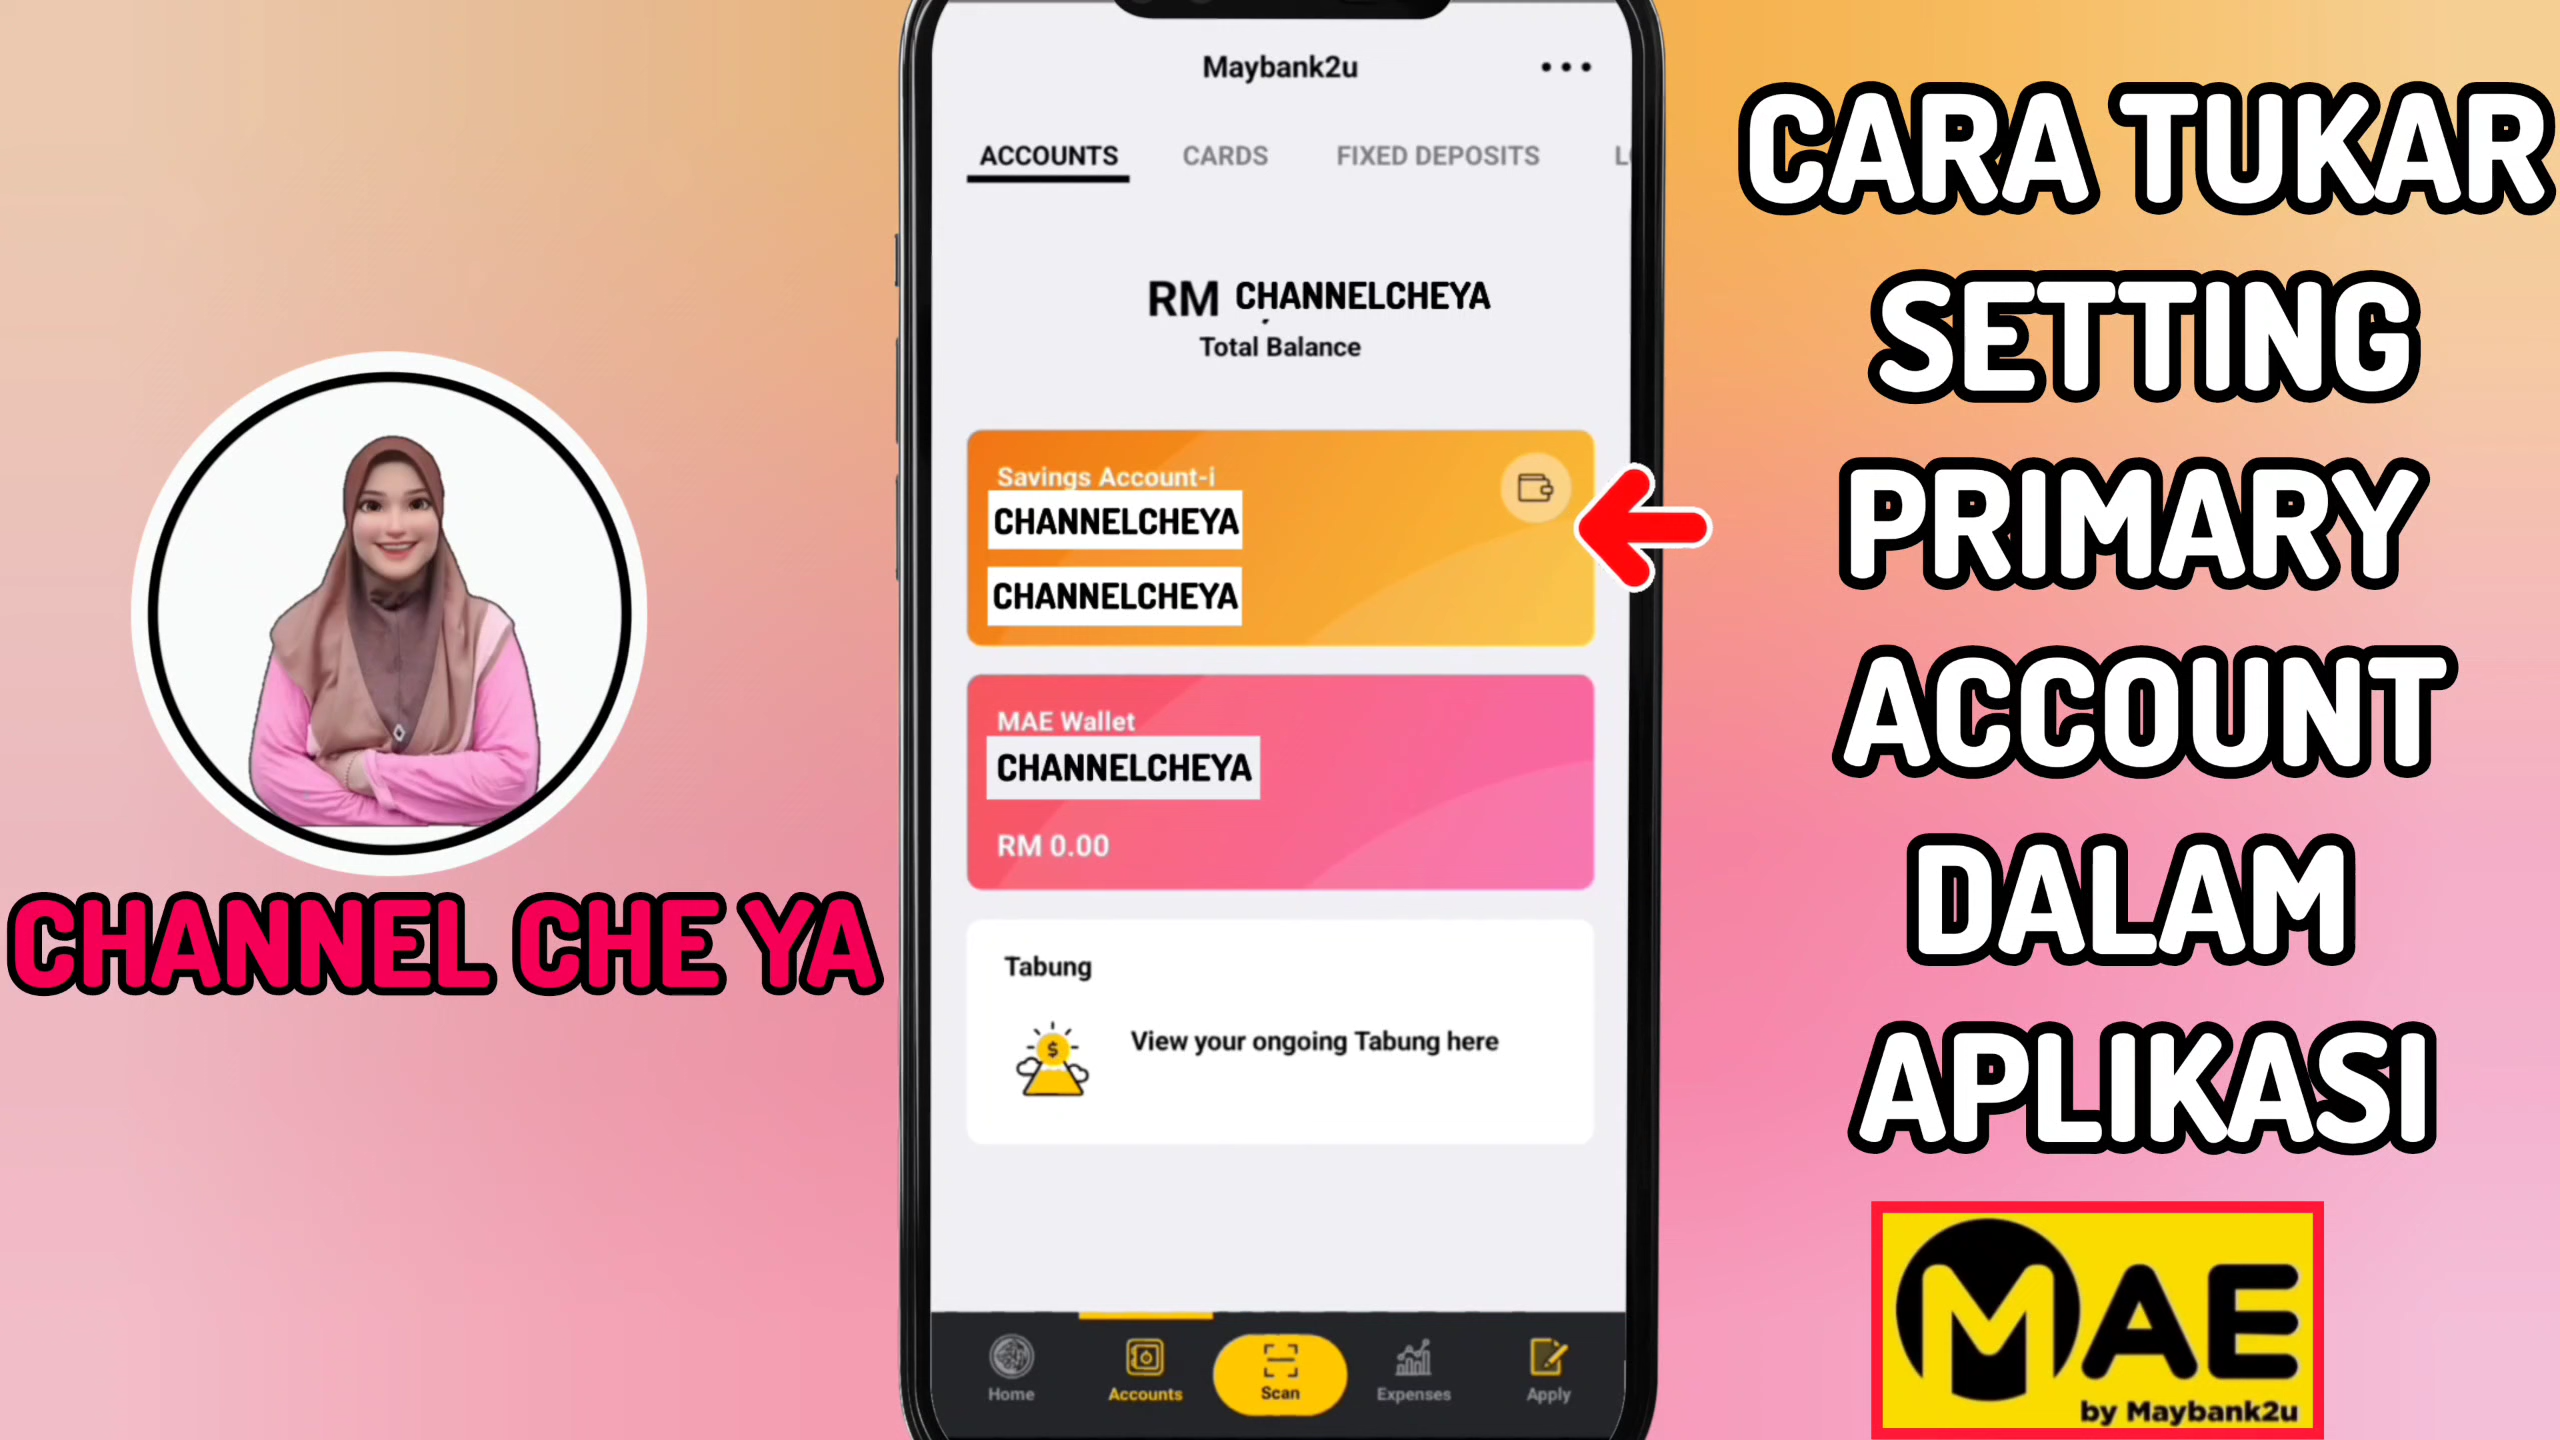 CHANNEL CHE YA
Maybank2u
ACCOUNTS CARDS FIXED DEPOSITS
RM CHANNELCHEYA
Total Balance
Savings Account-i
CHANNELCHEYA
CHANNELCHEYA
MAE Wallet
CHANNELCHEYA
RM 0.00
Tabung
View your ongoing Tabung here
Home Accounts Scan Expenses Apply
CARA TUKAR
SETTING
PRIMARY
ACCOUNT
DALAM
APLIKASI
MAE
by Maybank2u